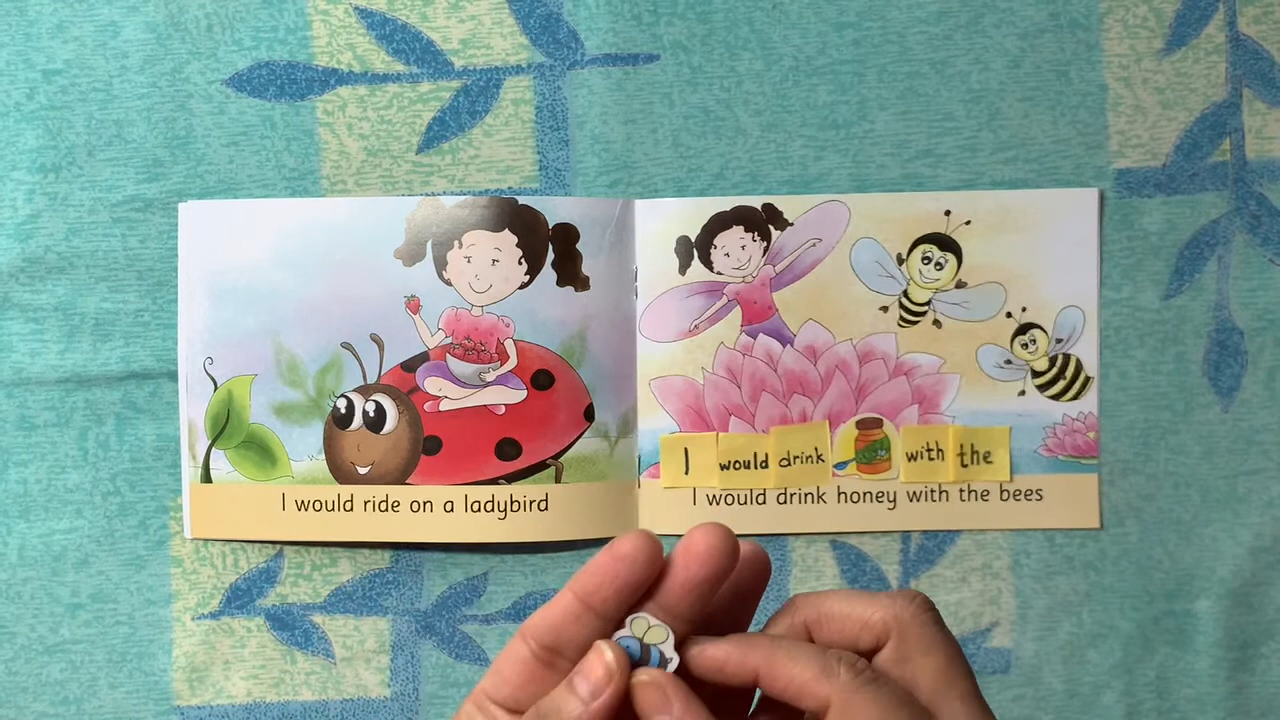 I would ride on a ladybird
I would drink with the
I would drink honey with the bees